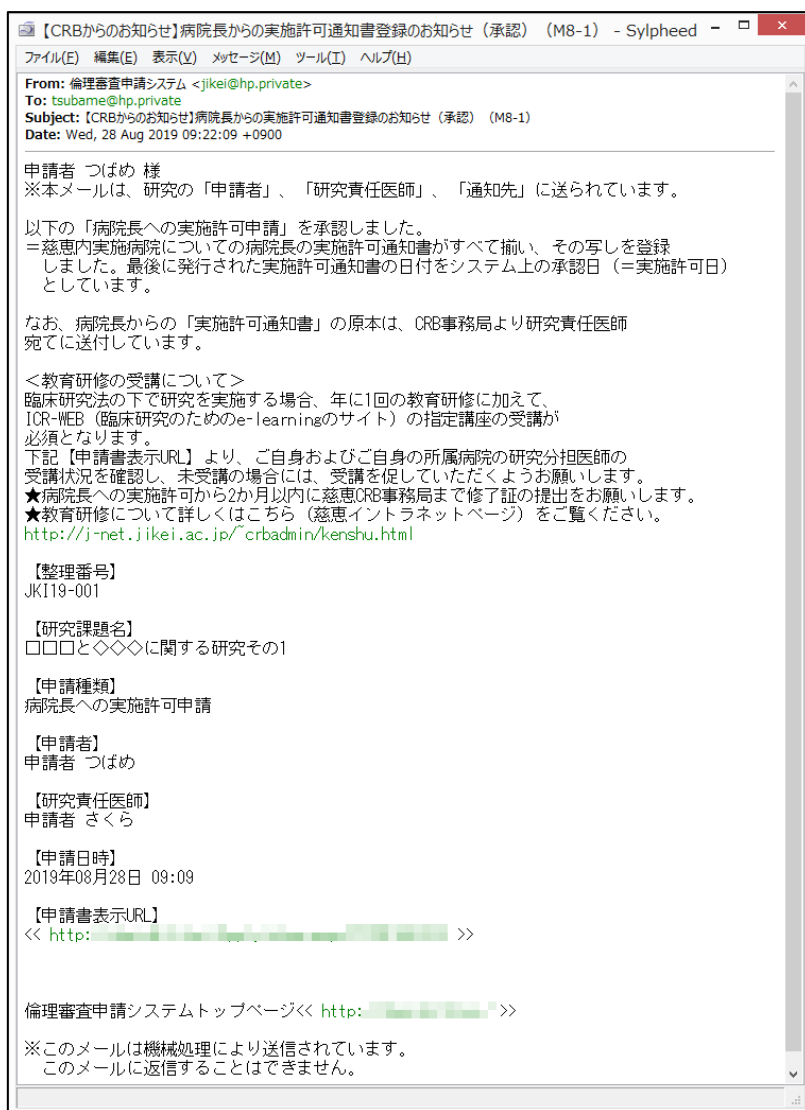 【CRBからのお知らせ】病院長からの実施許可通知書登録のお知らせ（承認）（M8-1） - Sylpheed
ファイル(F) 編集(E) 表示(V) メッセージ(M) ツール(T) ヘルプ(H)
From: 倫理審査申請システム <jikei@hp.private>
To: tsubame@hp.private
Subject: 【CRBからのお知らせ】病院長からの実施許可通知書登録のお知らせ（承認）（M8-1）
Date: Wed, 28 Aug 2019 09:22:09 +0900
申請者 つばめ 様
※本メールは、研究の「申請者」、「研究責任医師」、「通知先」に送られています。
以下の「病院長への実施許可申請」を承認しました。
＝慈恵内実施病院についての病院長の実施許可通知書がすべて揃い、その写しを登録
しました。最後に発行された実施許可通知書の日付をシステム上の承認日（＝実施許可日）
としています。
なお、病院長からの「実施許可通知書」の原本は、CRB事務局より研究責任医師
宛てに送付しています。
＜教育研修の受講について＞
臨床研究法の下で研究を実施する場合、年に1回の教育研修に加えて、
ICR-WEB（臨床研究のためのe-learningのサイト）の指定講座の受講が
必須となります。
下記【申請書表示URL】より、ご自身およびご自身の所属病院の研究分担医師の
受講状況を確認し、未受講の場合には、受講を促していただくようお願いします。
★病院長への実施許可から2か月以内に慈恵CRB事務局まで修了証の提出をお願いします。
★教育研修について詳しくはこちら（慈恵イントラネットページ）をご覧ください。
http://j-net.jikei.ac.jp/~crbadmin/kenshu.html
【整理番号】
JKI19-001
【研究課題名】
□□□と◇◇◇に関する研究その1
【申請種類】
病院長への実施許可申請
【申請者】
申請者 つばめ
【研究責任医師】
申請者 さくら
【申請日時】
2019年08月28日 09:09
【申請書表示URL】
<< http: >>
倫理審査申請システムトップページ<< http: >>
※このメールは機械処理により送信されています。
このメールに返信することはできません。